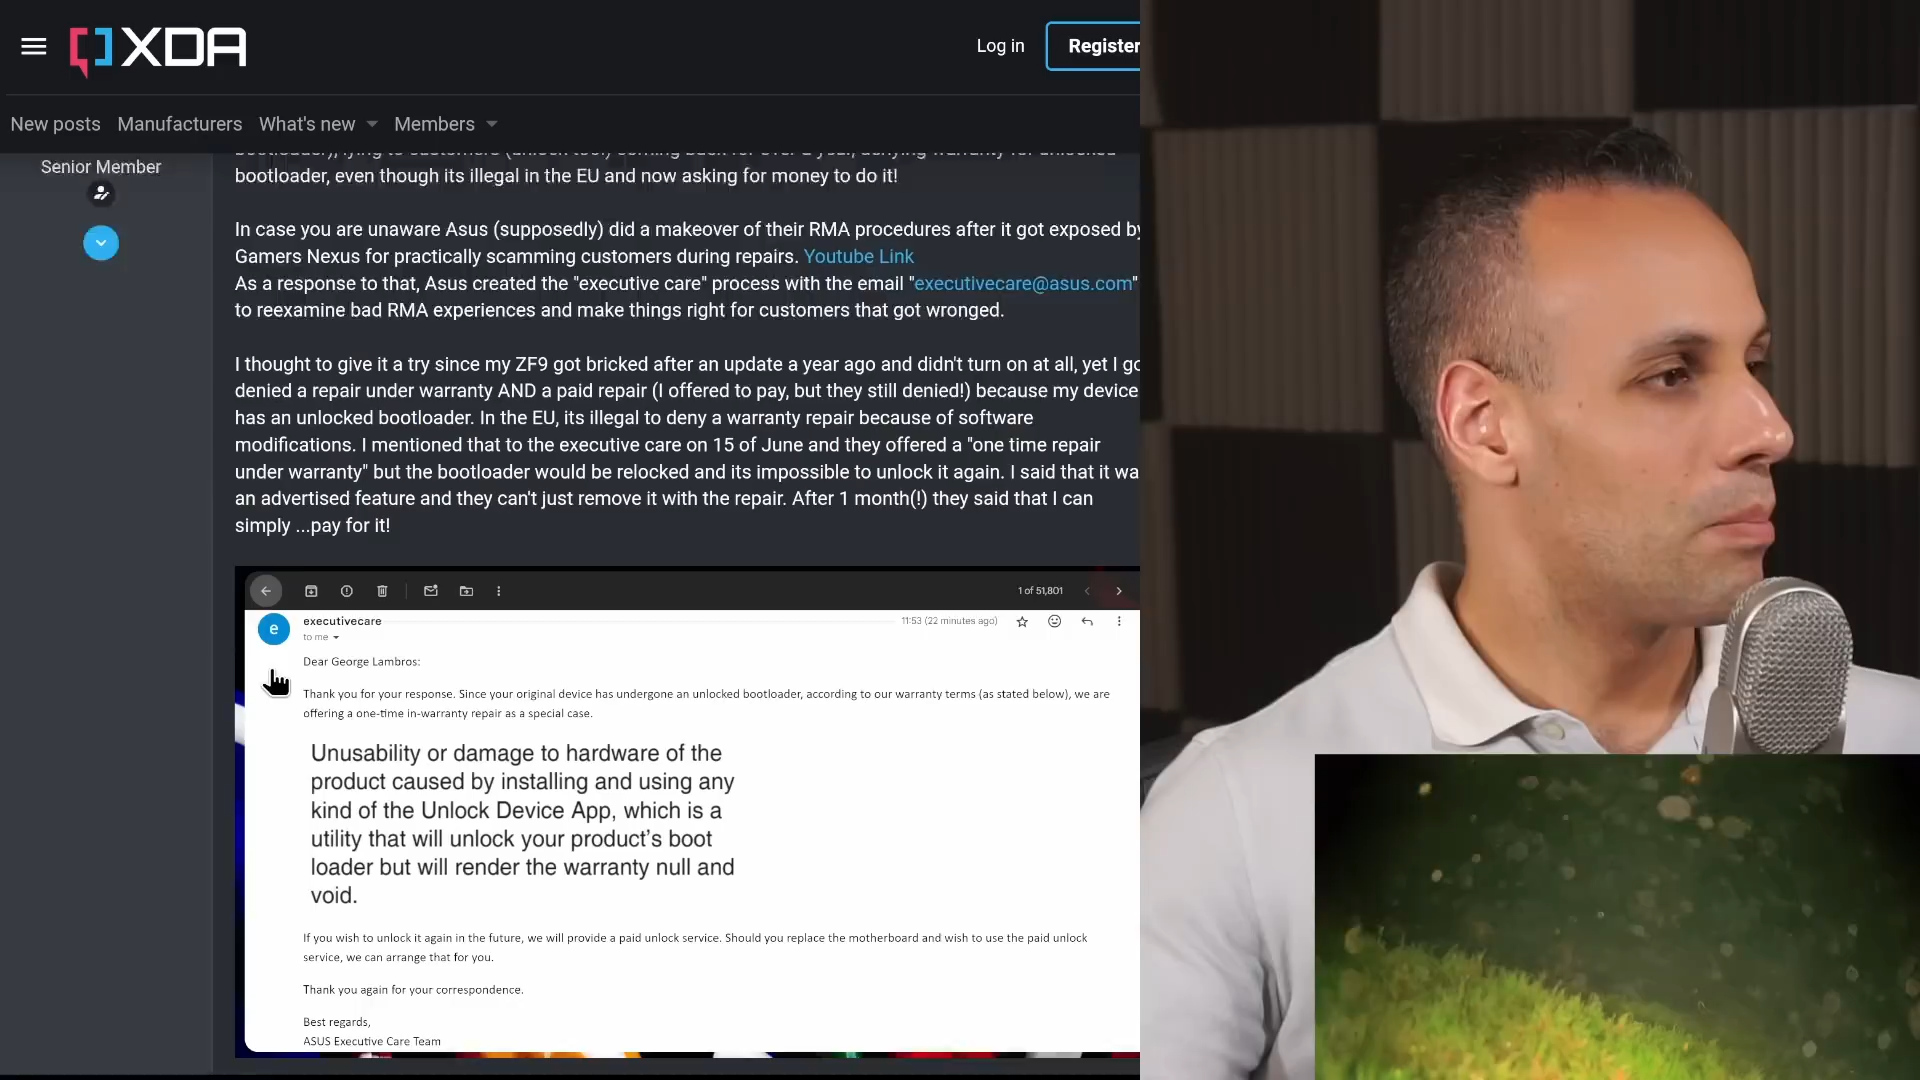 XDA
Log in
Register
New posts Manufacturers What's new Members
Senior Member
bootloader, even though its illegal in the EU and now asking for money to do it!
In case you are unaware Asus (supposedly) did a makeover of their RMA procedures after it got exposed by
Gamers Nexus for practically scamming customers during repairs. Youtube Link
As a response to that, Asus created the "executive care" process with the email "executivecare@asus.com"
to reexamine bad RMA experiences and make things right for customers that got wronged.
I thought to give it a try since my ZF9 got bricked after an update a year ago and didn't turn on at all, yet I go
denied a repair under warranty AND a paid repair (I offered to pay, but they still denied!) because my device
has an unlocked bootloader. In the EU, its illegal to deny a warranty repair because of software
modifications. I mentioned that to the executive care on 15 of June and they offered a "one time repair
under warranty" but the bootloader would be relocked and its impossible to unlock it again. I said that it wa
an advertised feature and they can't just remove it with the repair. After 1 month(!) they said that I can
simply ...pay for it!
1 of 51,801
e
executivecare
11:53 (22 minutes ago)
to me
Dear George Lambros:
Thank you for your response. Since your original device has undergone an unlocked bootloader, according to our warranty terms (as stated below), we are
offering a one-time in-warranty repair as a special case.
Unusability or damage to hardware of the
product caused by installing and using any
kind of the Unlock Device App, which is a
utility that will unlock your product's boot
loader but will render the warranty null and
void.
If you wish to unlock it again in the future, we will provide a paid unlock service. Should you replace the motherboard and wish to use the paid unlock
service, we can arrange that for you.
Thank you again for your correspondence.
Best regards,
ASUS Executive Care Team